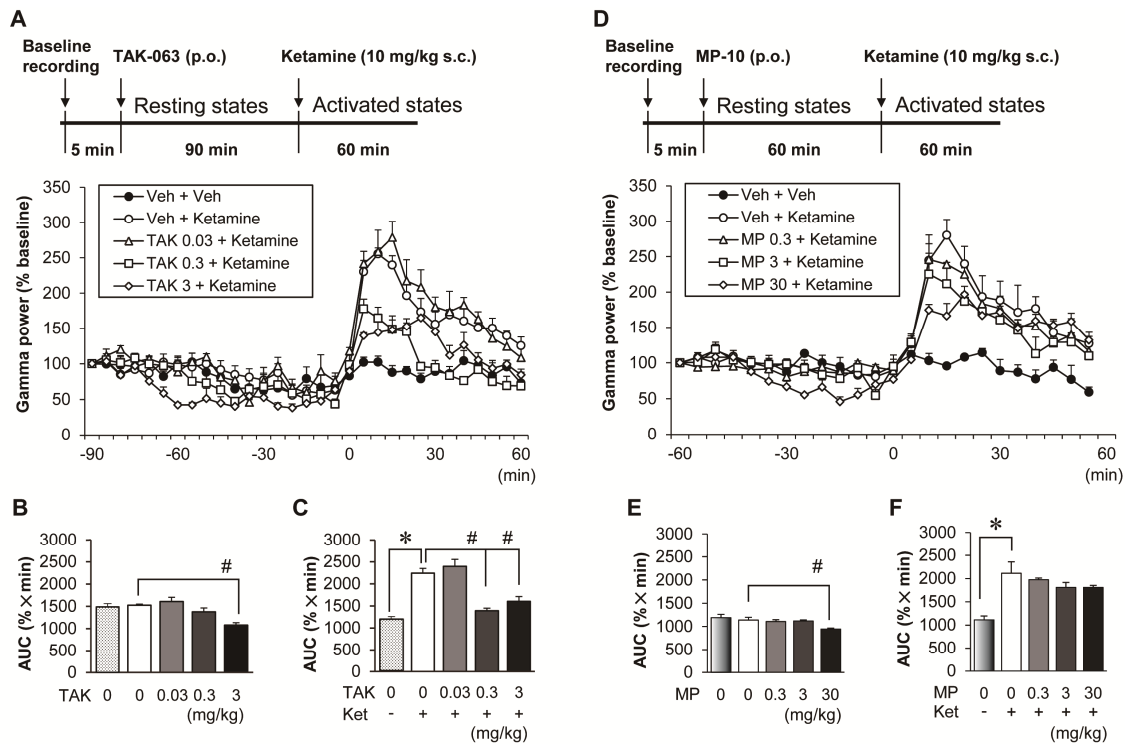 A
Baseline
recording
TAK-063 (p.o.)
Ketamine (10 mg/kg s.c.)
Resting states
Activated states
5 min
90 min
60 min
Gamma power (% baseline)
350
300
250
200
150
100
50
0
Veh + Veh
Veh + Ketamine
TAK 0.03 + Ketamine
TAK 0.3 + Ketamine
TAK 3 + Ketamine
-90
-60
-30
0
30
60
(min)
D
Baseline
recording
MP-10 (p.o.)
Ketamine (10 mg/kg s.c.)
Resting states
Activated states
5 min
60 min
60 min
Gamma power (% baseline)
350
300
250
200
150
100
50
0
Veh + Veh
Veh + Ketamine
MP 0.3 + Ketamine
MP 3 + Ketamine
MP 30 + Ketamine
-60
-30
0
30
60
(min)
B
AUC (% × min)
3000
2500
2000
1500
1000
500
0
#
TAK 0 0 0.03 0.3 3
(mg/kg)
C
AUC (% × min)
3000
2500
2000
1500
1000
500
0
* # #
TAK 0 0 0.03 0.3 3
Ket - + + + +
(mg/kg)
E
AUC (% × min)
3000
2500
2000
1500
1000
500
0
#
MP 0 0 0.3 3 30
(mg/kg)
F
AUC (% × min)
3000
2500
2000
1500
1000
500
0
*
MP 0 0 0.3 3 30
Ket - + + + +
(mg/kg)